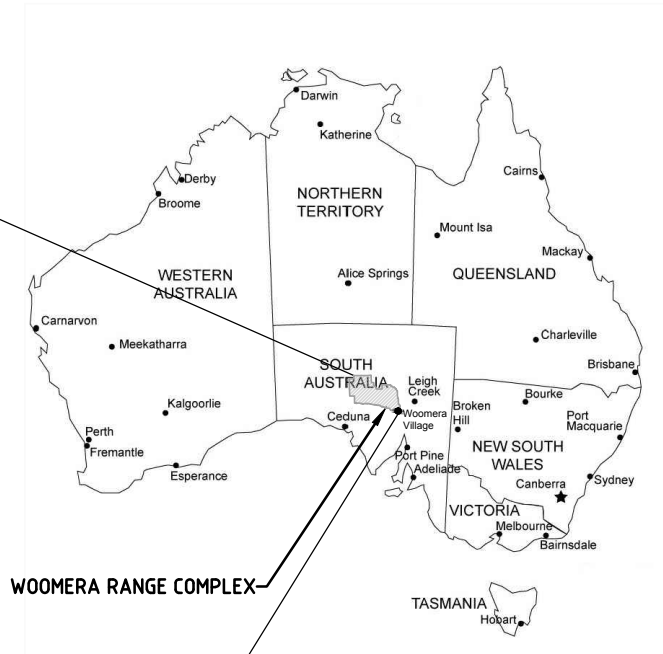 Darwin
Katherine
Derby
Broome
Cairns
NORTHERN
TERRITORY
Mount Isa
Mackay
WESTERN
AUSTRALIA
Alice Springs
QUEENSLAND
Carnarvon
Meekatharra
Charleville
Brisbane
SOUTH
AUSTRALIA
Leigh
Creek
Bourke
Kalgoorlie
Ceduna
Woomera
Village
Broken
Hill
Port
Macquarie
Perth
Fremantle
NEW SOUTH
WALES
Port Pine
Adeliade
Esperance
Canberra
Sydney
VICTORIA
Melbourne
Bairnsdale
WOOMERA RANGE COMPLEX
TASMANIA
Hobart